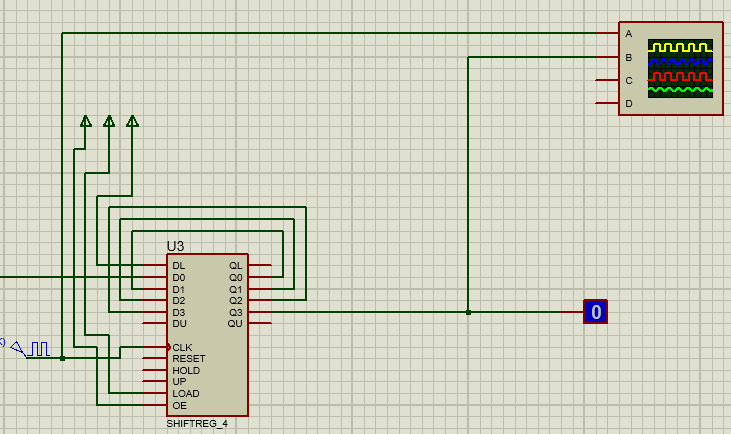 A
B
C
D
U3
DL QL
D0 Q0
D1 Q1
D2 Q2
D3 Q3
DU QU
0
CLK
RESET
HOLD
UP
LOAD
OE
SHIFTREG_4